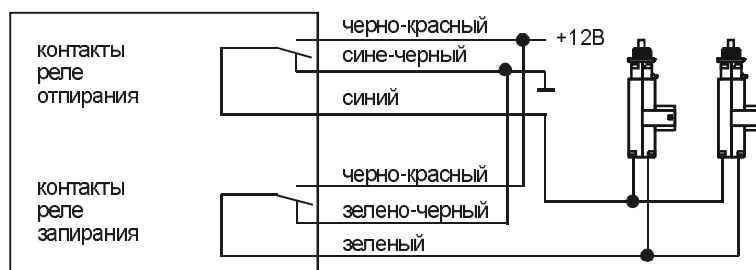 черно-красный
+12В
контакты
реле
отпирания
сине-черный
синий
контакты
реле
запирания
черно-красный
зелено-черный
зеленый